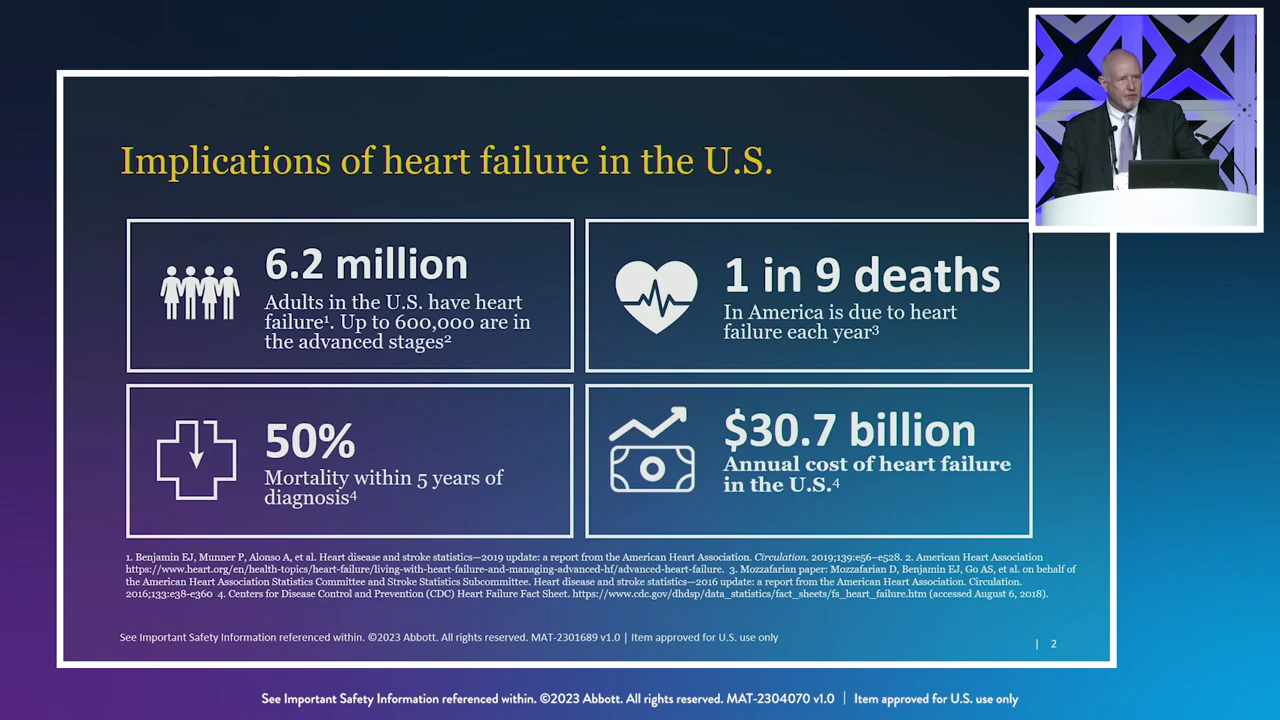 Implications of heart failure in the U.S.
6.2 million
Adults in the U.S. have heart
failure¹. Up to 600,000 are in
the advanced stages²
1 in 9 deaths
In America is due to heart
failure each year³
50%
Mortality within 5 years of
diagnosis⁴
$30.7 billion
Annual cost of heart failure
in the U.S.⁴
1. Benjamin EJ, Munner P, Alonso A, et al. Heart disease and stroke statistics—2019 update: a report from the American Heart Association. Circulation. 2019;139:e56–e528. 2. American Heart Association
https://www.heart.org/en/health-topics/heart-failure/living-with-heart-failure-and-managing-advanced-hf/advanced-heart-failure. 3. Mozzafarian paper: Mozzafarian D, Benjamin EJ, Go AS, et al. on behalf of
the American Heart Association Statistics Committee and Stroke Statistics Subcommittee. Heart disease and stroke statistics—2016 update: a report from the American Heart Association. Circulation.
2016;133:e38-e360 4. Centers for Disease Control and Prevention (CDC) Heart Failure Fact Sheet. https://www.cdc.gov/dhdsp/data_statistics/fact_sheets/fs_heart_failure.htm (accessed August 6, 2018).
See Important Safety Information referenced within. ©2023 Abbott. All rights reserved. MAT-2301689 v1.0 | Item approved for U.S. use only
| 2
See Important Safety Information referenced within. ©2023 Abbott. All rights reserved. MAT-2304070 v1.0 | Item approved for U.S. use only